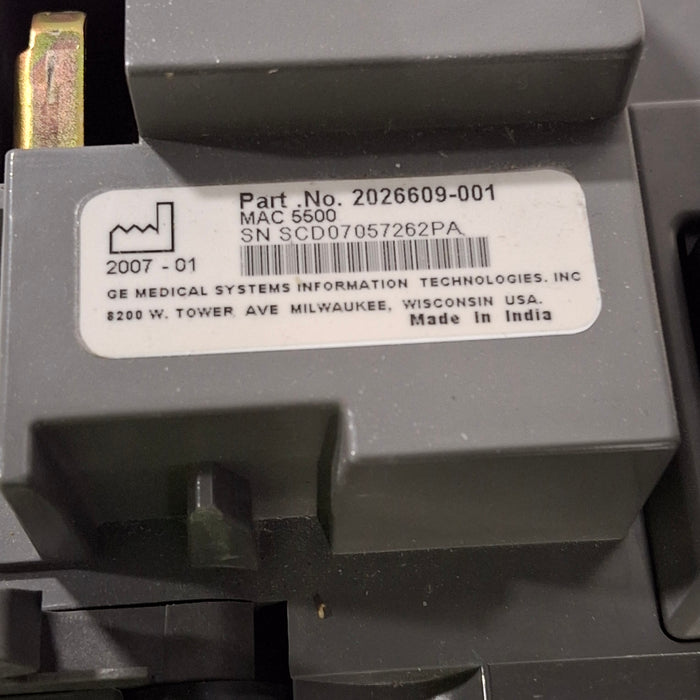 Part .No. 2026609-001
MAC 5500
SN SCD07057262PA
2007 - 01
GE MEDICAL SYSTEMS INFORMATION TECHNOLOGIES. INC
8200 W. TOWER AVE MILWAUKEE, WISCONSIN USA.
Made In India